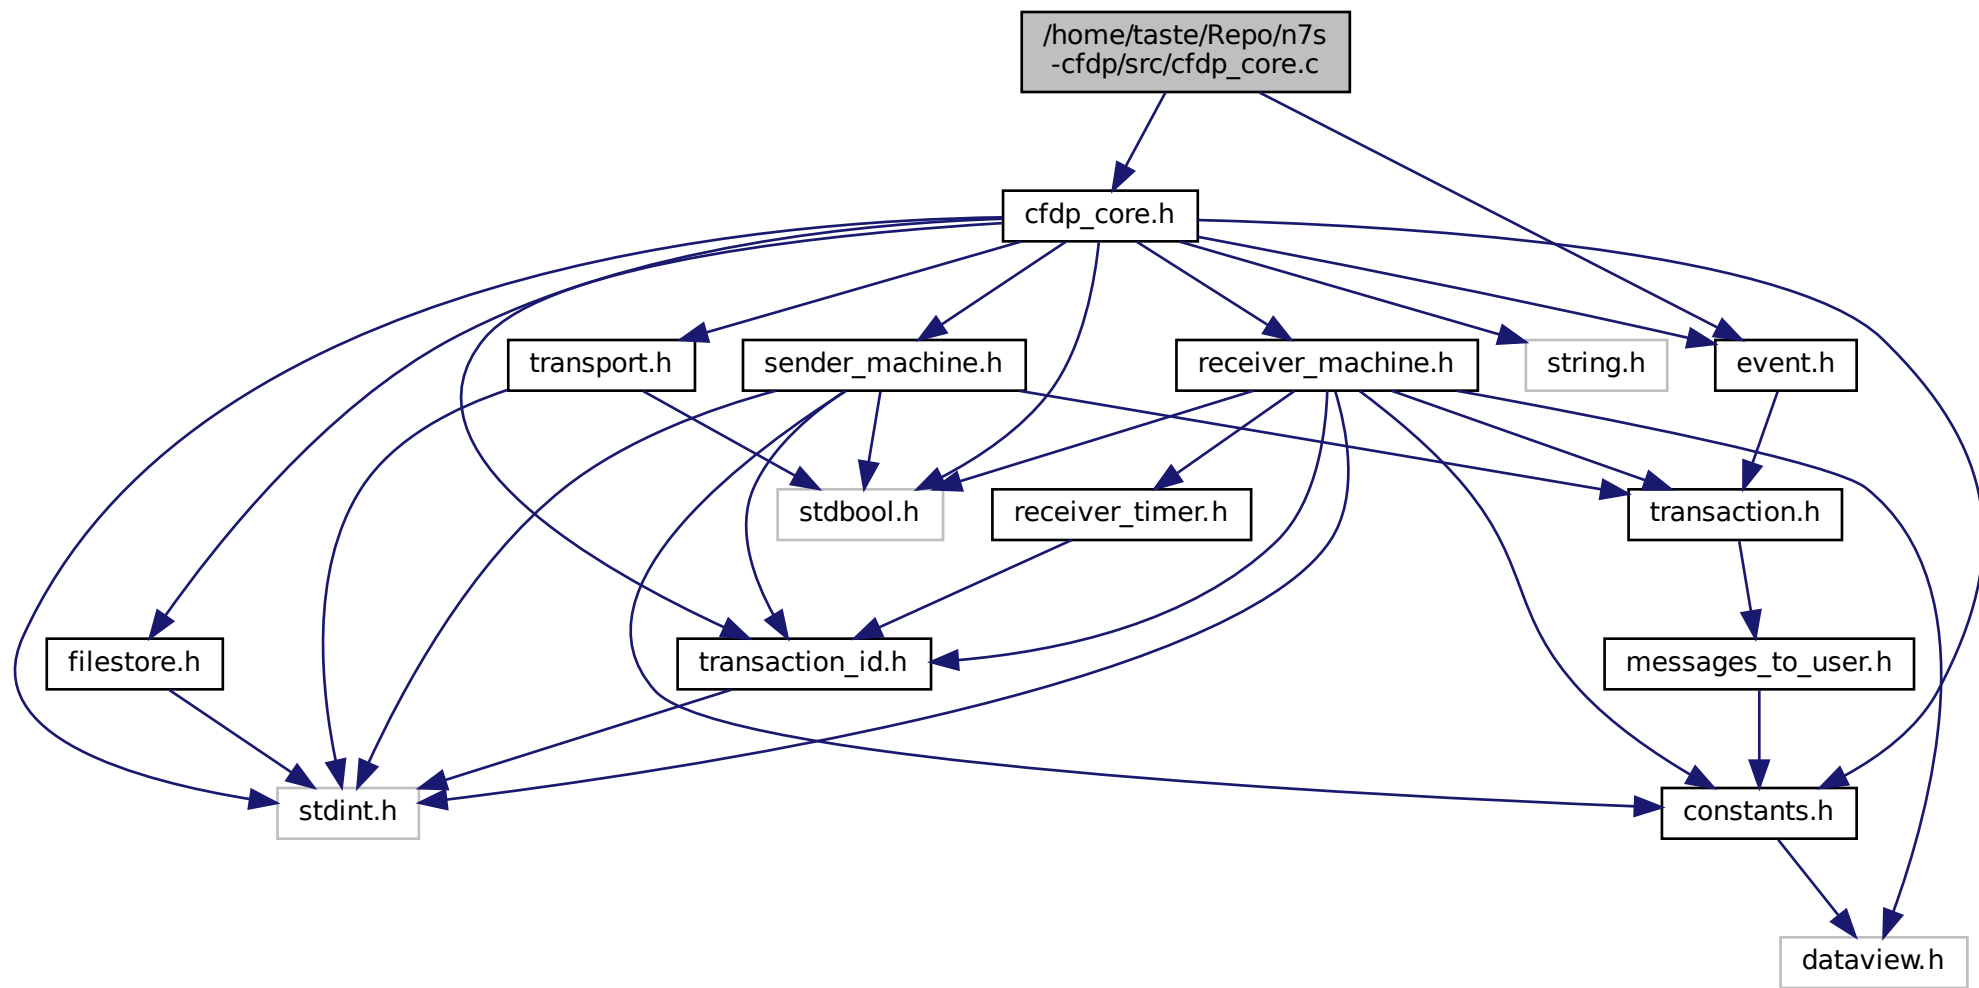 /home/taste/Repo/n7s
-cfdp/src/cfdp_core.c
cfdp_core.h
transport.h
sender_machine.h
receiver_machine.h
string.h
event.h
stdbool.h
receiver_timer.h
transaction.h
filestore.h
transaction_id.h
messages_to_user.h
stdint.h
constants.h
dataview.h